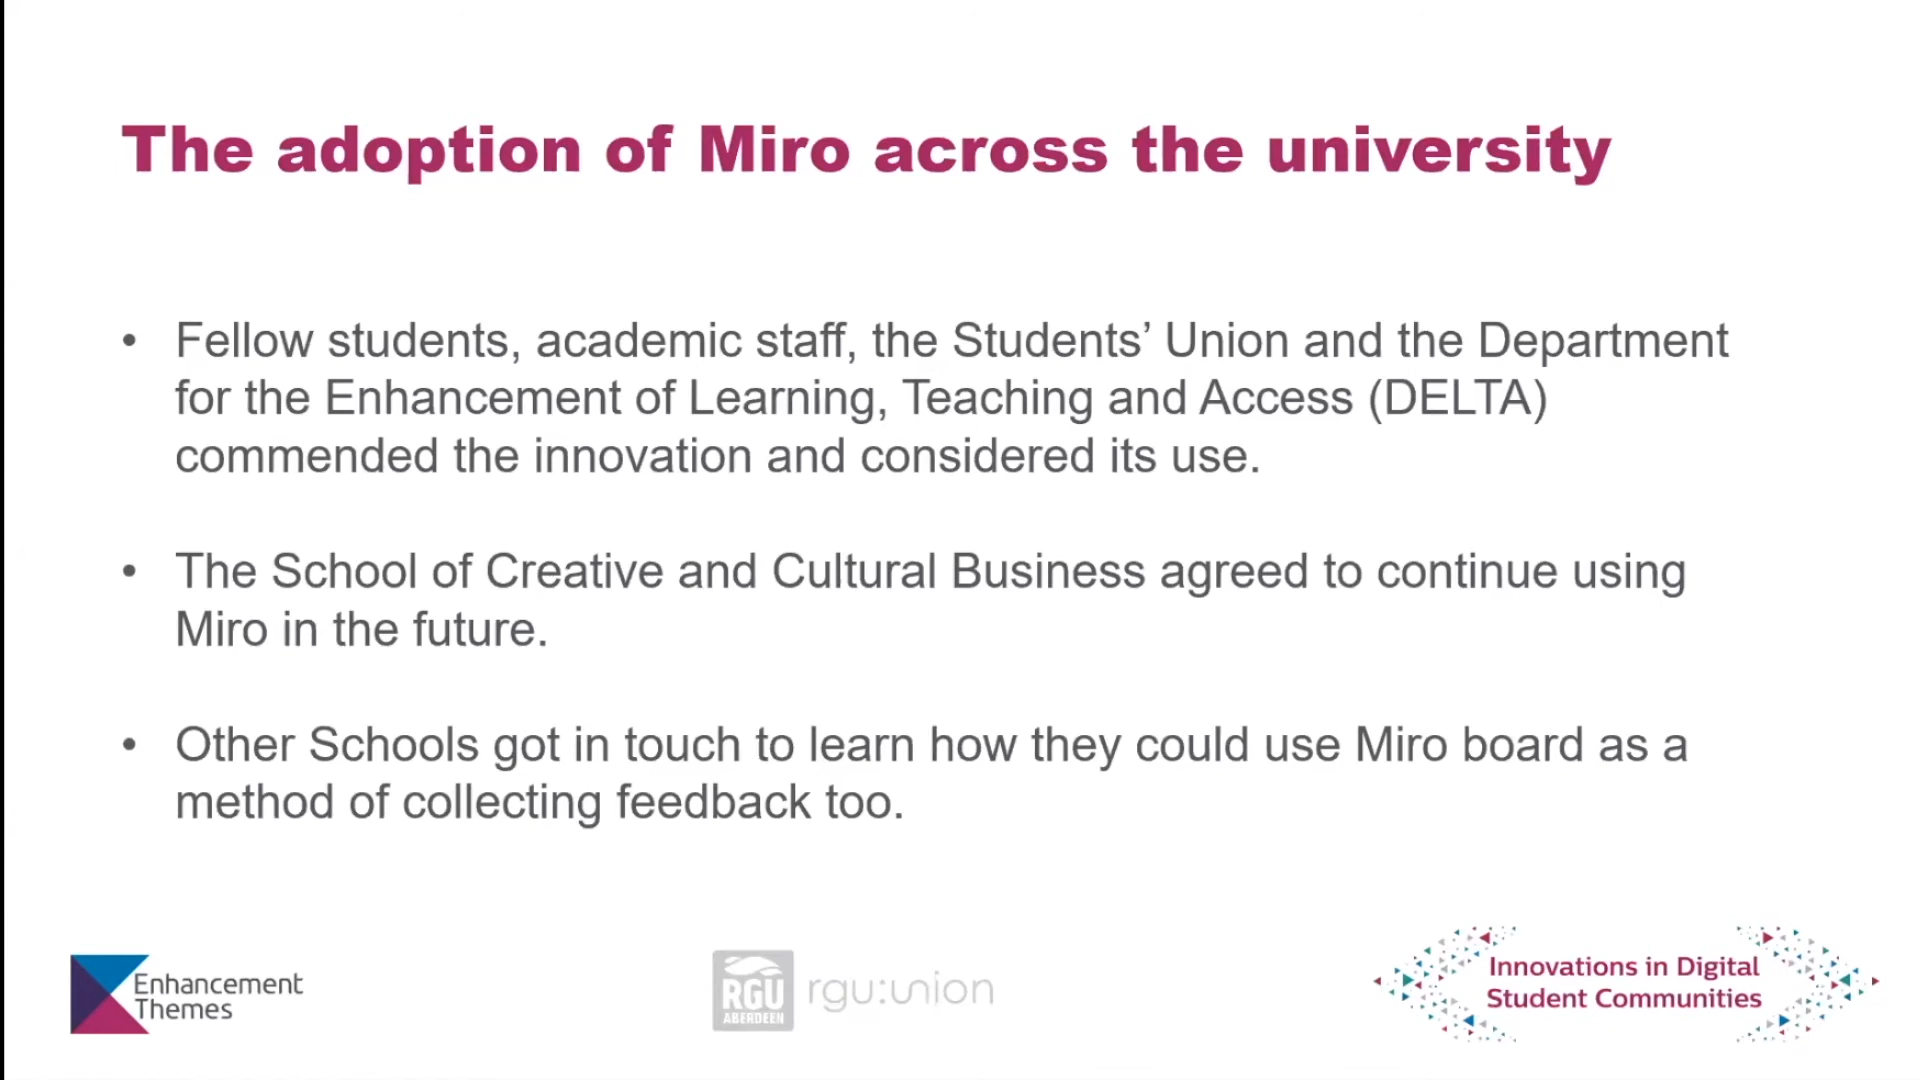 The adoption of Miro across the university
• Fellow students, academic staff, the Students’ Union and the Department
for the Enhancement of Learning, Teaching and Access (DELTA)
commended the innovation and considered its use.
• The School of Creative and Cultural Business agreed to continue using
Miro in the future.
• Other Schools got in touch to learn how they could use Miro board as a
method of collecting feedback too.
Enhancement
Themes
RGU
ABERDEEN
rgu:union
Innovations in Digital
Student Communities